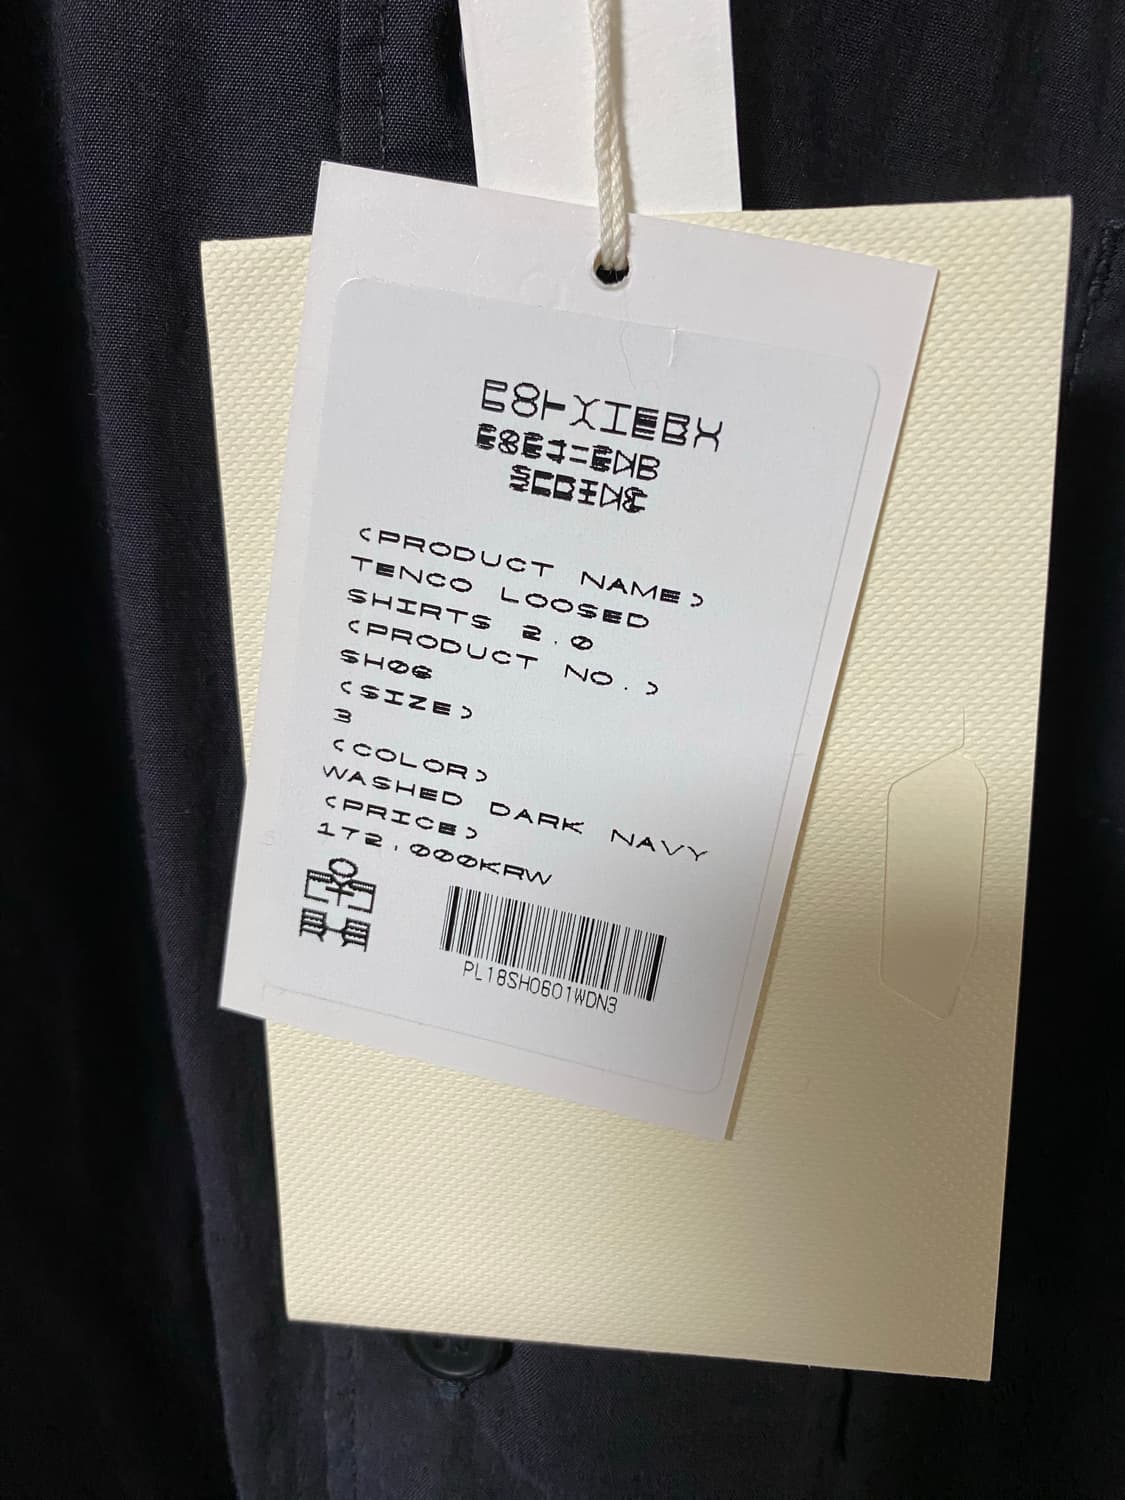 <PRODUCT NAME>
TENCO LOOSED
SHIRTS 2.0
<PRODUCT NO.>
SH06
<SIZE>
3
<COLOR>
WASHED DARK NAVY
<PRICE>
172,000KRW
PL18SH0601WDN3